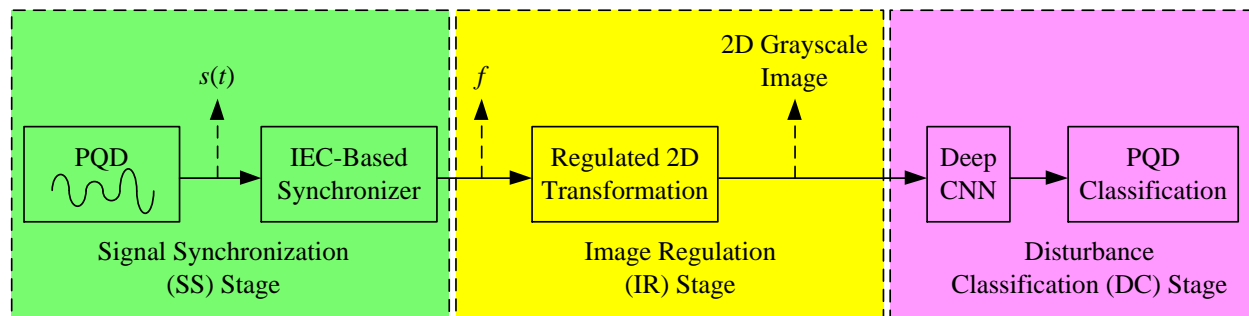 s(t)
PQD
IEC-Based
Synchronizer
Signal Synchronization
(SS) Stage
f
2D Grayscale
Image
Regulated 2D
Transformation
Image Regulation
(IR) Stage
Deep
CNN
PQD
Classification
Disturbance
Classification (DC) Stage